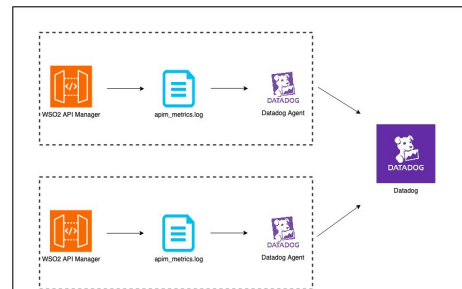 DATADOG
WSO2 API Manager
apim_metrics.log
Datadog Agent
DATADOG
Datadog
DATADOG
WSO2 API Manager
apim_metrics.log
Datadog Agent